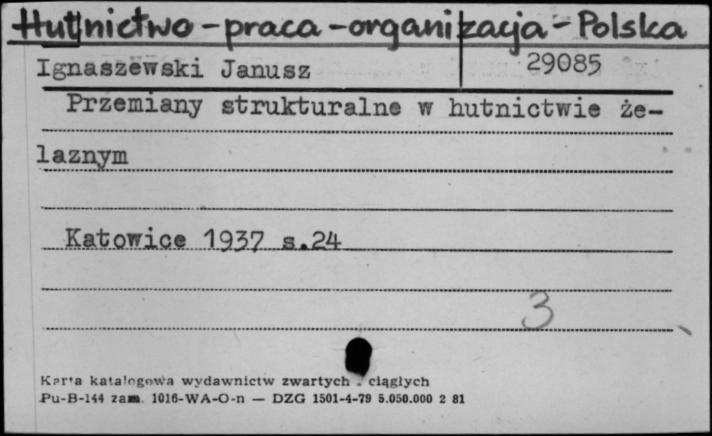 Hutnictwo - praca - organizacja - Polska
Ignaszewski Janusz 29085
Przemiany strukturalne w hutnictwie że-
laznym
Katowice 1937 s.24
3
Karta katalogowa wydawnictw zwartych . ciągłych
Pu-B-144 zam. 1016-WA-O-n — DZG 1501-4-79 5.050.000 2 81